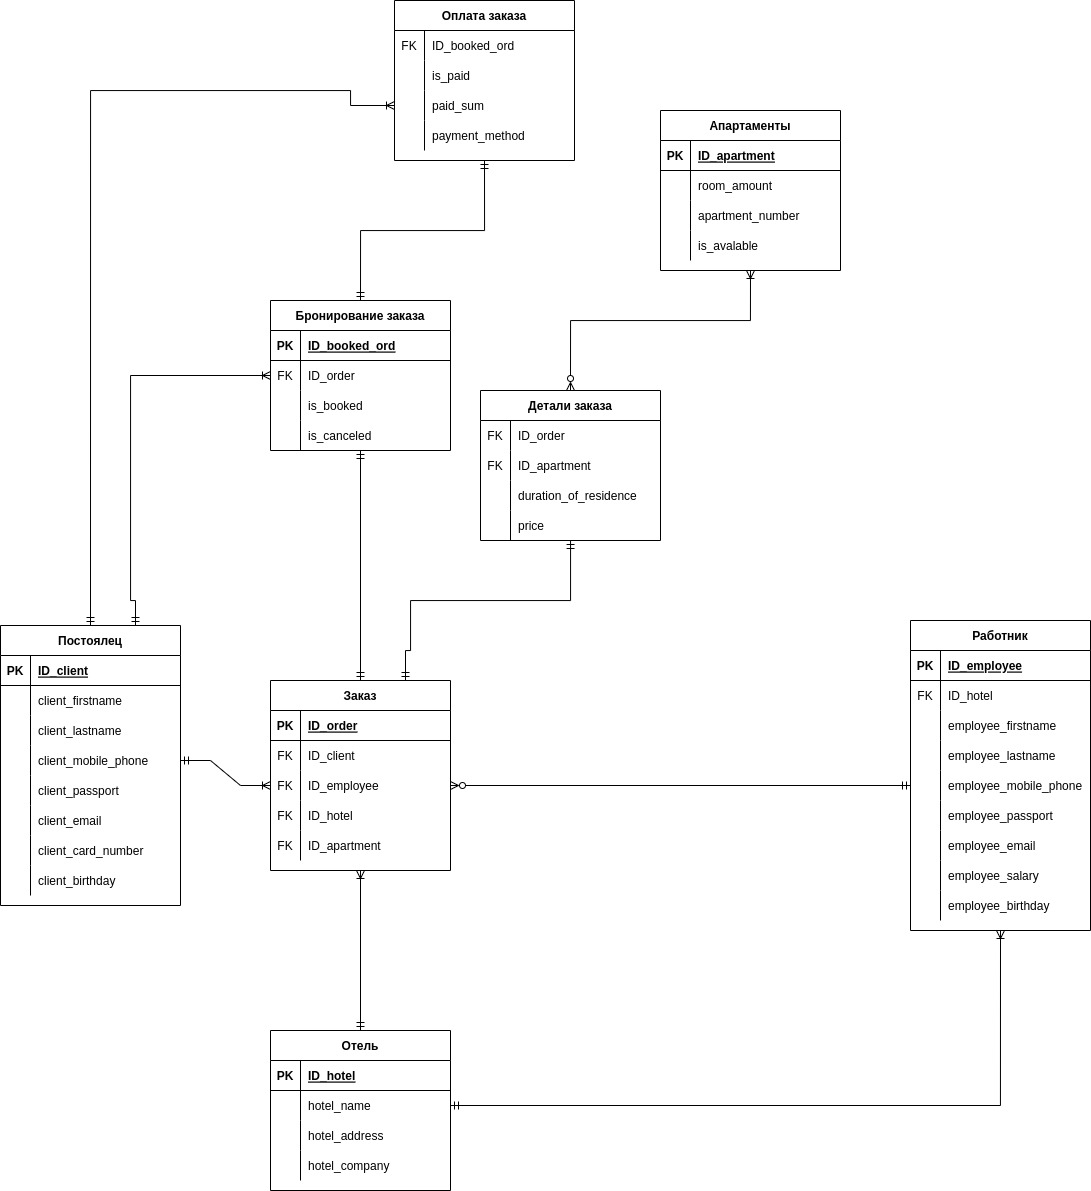 Оплата заказа
FK ID_booked_ord
is_paid
paid_sum
payment_method
Апартаменты
PK ID_apartment
room_amount
apartment_number
is_avalable
Бронирование заказа
PK ID_booked_ord
FK ID_order
is_booked
is_canceled
Детали заказа
FK ID_order
FK ID_apartment
duration_of_residence
price
Постоялец
PK ID_client
client_firstname
client_lastname
client_mobile_phone
client_passport
client_email
client_card_number
client_birthday
Заказ
PK ID_order
FK ID_client
FK ID_employee
FK ID_hotel
FK ID_apartment
Работник
PK ID_employee
FK ID_hotel
employee_firstname
employee_lastname
employee_mobile_phone
employee_passport
employee_email
employee_salary
employee_birthday
Отель
PK ID_hotel
hotel_name
hotel_address
hotel_company